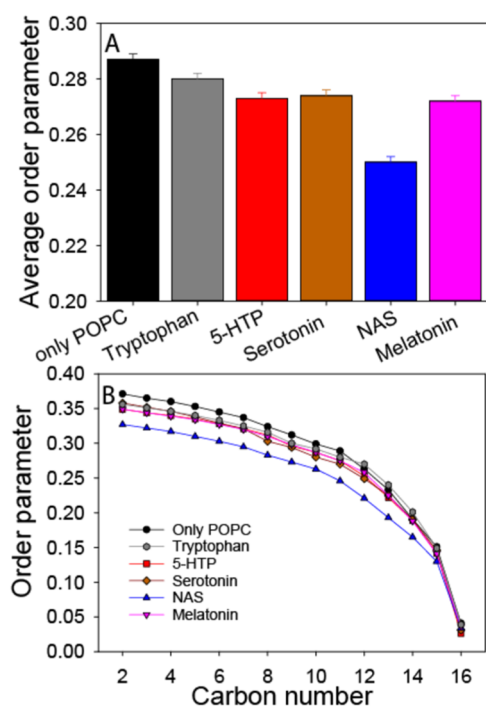 A
Average order parameter
0.30
0.28
0.26
0.24
0.22
0.20
only POPC
Tryptophan
5-HTP
Serotonin
NAS
Melatonin
B
Order parameter
0.40
0.35
0.30
0.25
0.20
0.15
0.10
0.05
0.00
Only POPC
Tryptophan
5-HTP
Serotonin
NAS
Melatonin
2 4 6 8 10 12 14 16
Carbon number